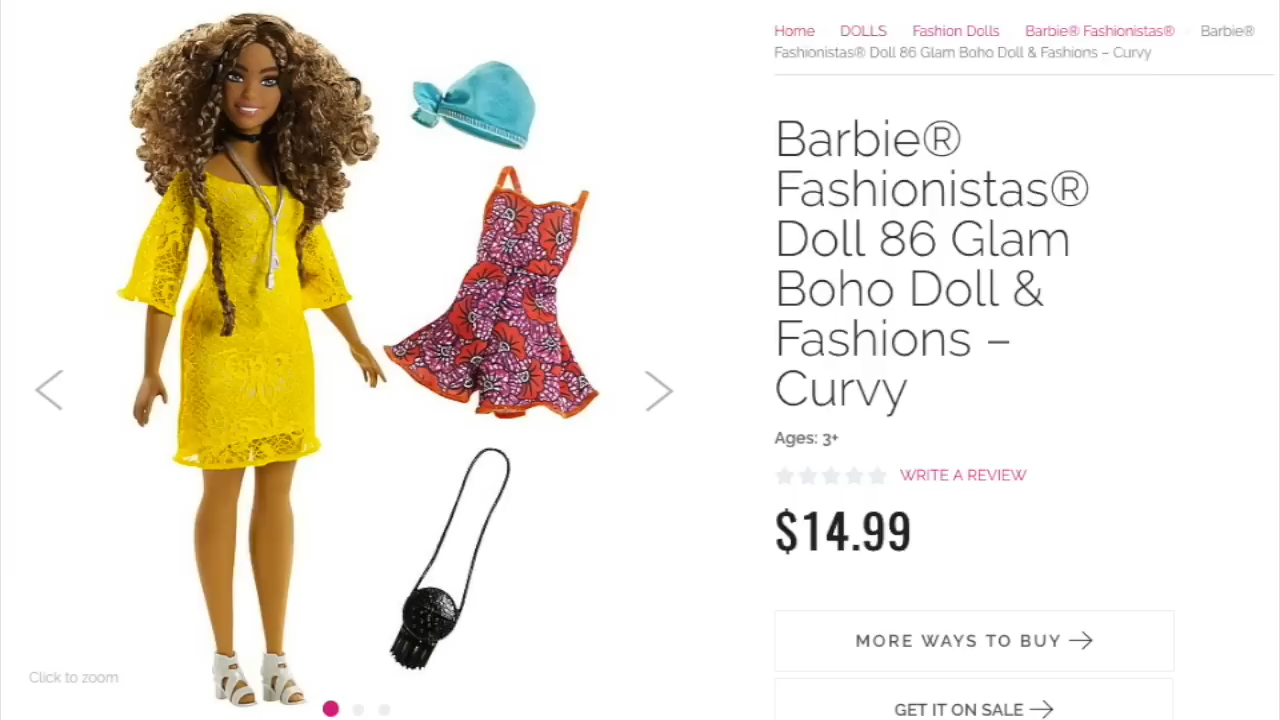 Home DOLLS Fashion Dolls Barbie® Fashionistas® Barbie®
Fashionistas® Doll 86 Glam Boho Doll & Fashions – Curvy
Barbie®
Fashionistas®
Doll 86 Glam
Boho Doll &
Fashions –
Curvy
Ages: 3+
WRITE A REVIEW
$14.99
MORE WAYS TO BUY
Click to zoom
GET IT ON SALE